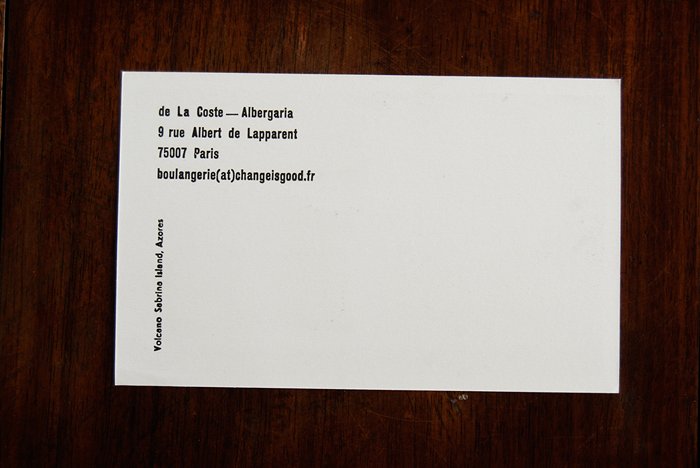 de La Coste — Albergaria
9 rue Albert de Lapparent
75007 Paris
boulangerie(at)changeisgood.fr
Volcano Sabrina Island, Azores